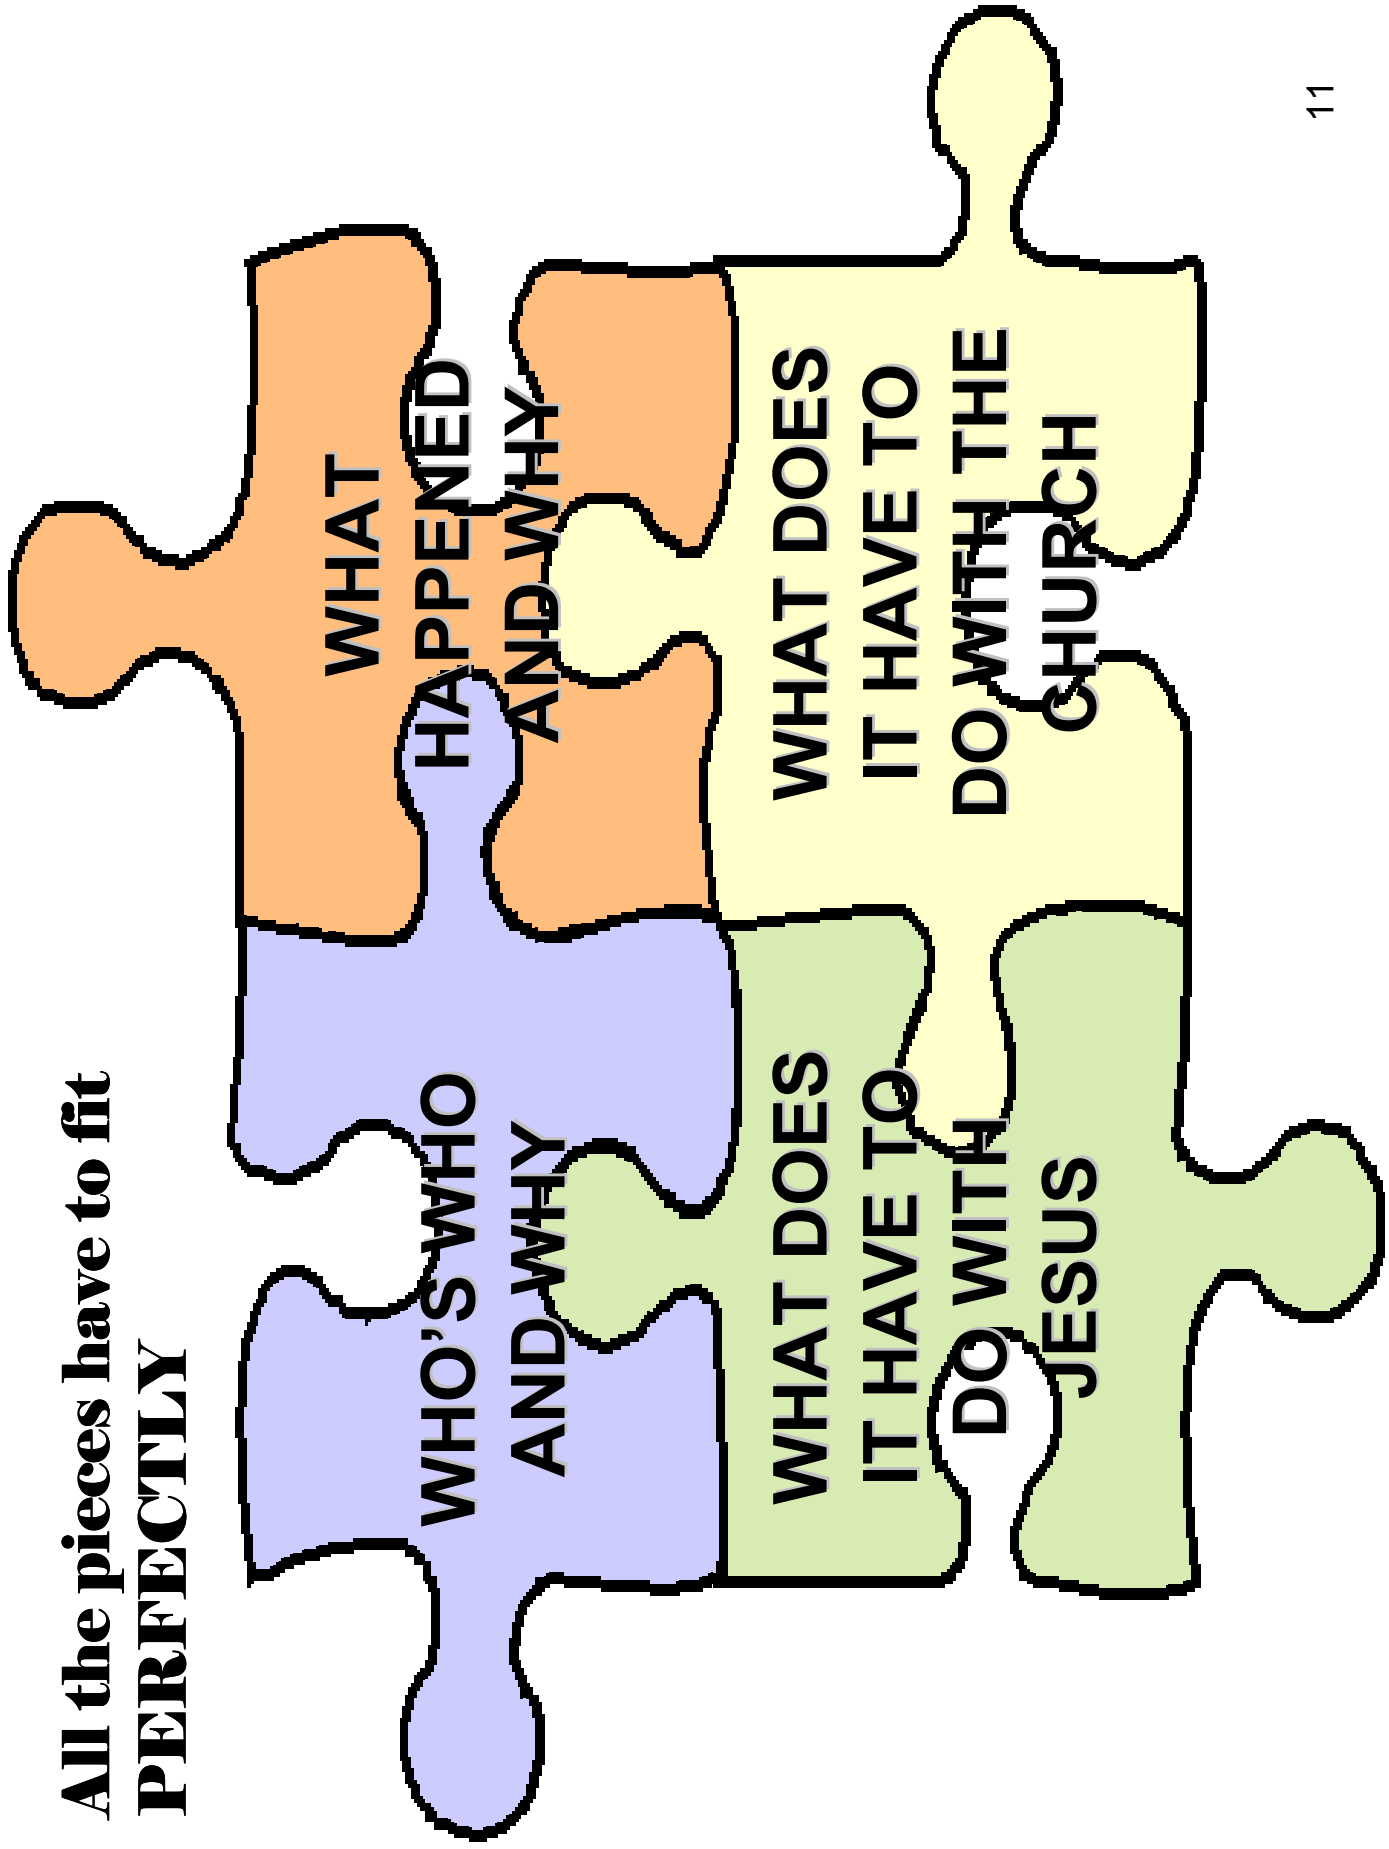 All the pieces have to fit
PERFECTLY
WHO’S WHO
AND WHY
WHAT
HAPPENED
AND WHY
WHAT DOES
IT HAVE TO
DO WITH
JESUS
WHAT DOES
IT HAVE TO
DO WITH THE
CHURCH
11